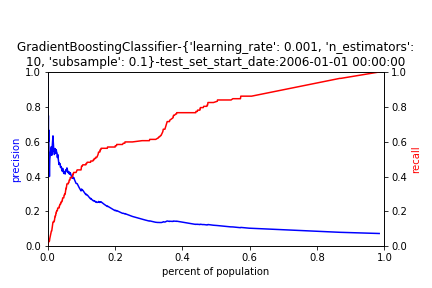 GradientBoostingClassifier-{'learning_rate': 0.001, 'n_estimators':
10, 'subsample': 0.1}-test_set_start_date:2006-01-01 00:00:00
1.0
1.0
0.8
0.8
0.6
0.6
precision
recall
0.4
0.4
0.2
0.2
0.0
0.0
0.0 0.2 0.4 0.6 0.8 1.0
percent of population